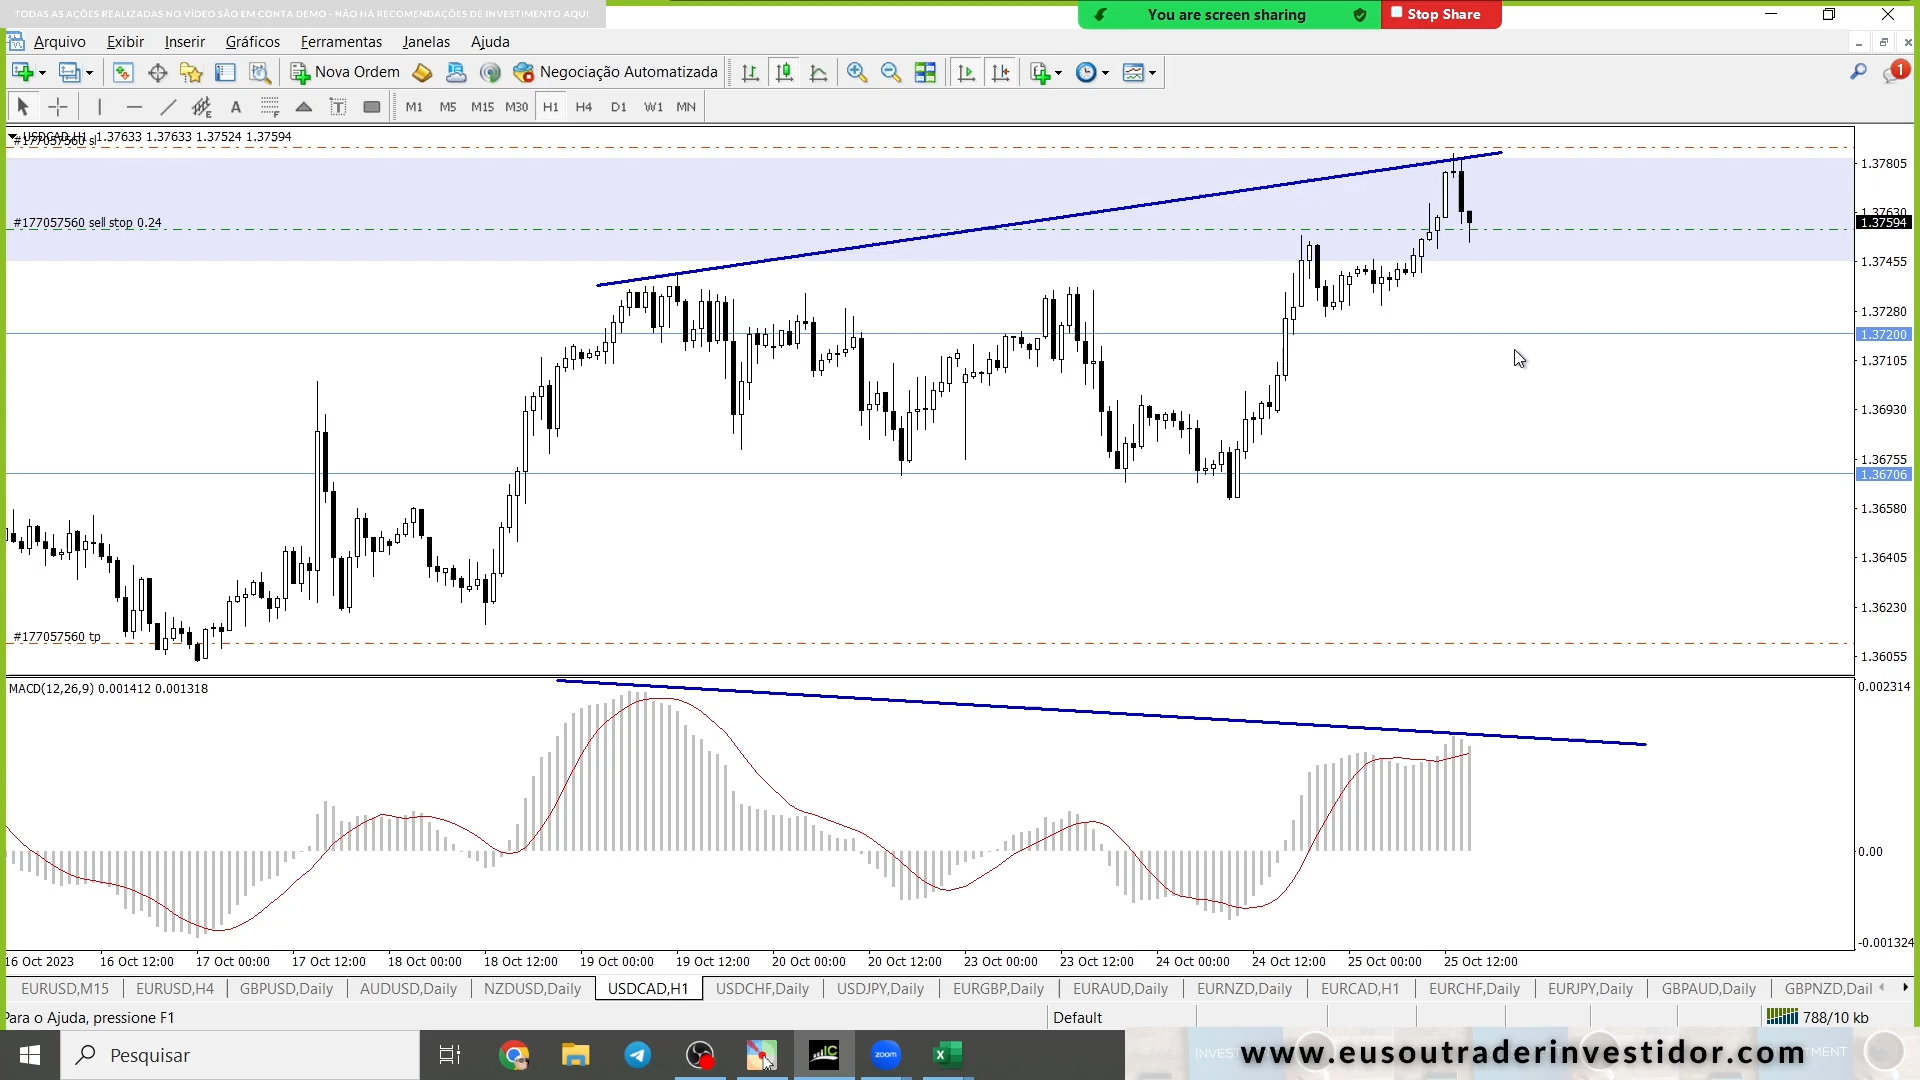 TODAS AS AÇÕES REALIZADAS NO VÍDEO SÃO EM CONTA DEMO - NÃO HÁ RECOMENDAÇÕES DE INVESTIMENTO AQUI
You are screen sharing
Stop Share
Arquivo Exibir Inserir Gráficos Ferramentas Janelas Ajuda
Nova Ordem Negociação Automatizada
1
A T M1 M5 M15 M30 H1 H4 D1 W1 MN
USDCAD,H1 1.37633 1.37633 1.37524 1.37594
#177057560 sl
1.37805
1.37630
#177057560 sell stop 0.24
1.37594
1.37455
1.37280
1.37200
1.37105
1.36930
1.36755
1.36706
1.36580
1.36405
1.36230
#177057560 tp
1.36055
MACD(12,26,9) 0.001412 0.001318
0.002314
0.00
-0.001324
16 Oct 2023 16 Oct 12:00 17 Oct 00:00 17 Oct 12:00 18 Oct 00:00 18 Oct 12:00 19 Oct 00:00 19 Oct 12:00 20 Oct 00:00 20 Oct 12:00 23 Oct 00:00 23 Oct 12:00 24 Oct 00:00 24 Oct 12:00 25 Oct 00:00 25 Oct 12:00
EURUSD,M15 EURUSD,H4 GBPUSD,Daily AUDUSD,Daily NZDUSD,Daily USDCAD,H1 USDCHF,Daily USDJPY,Daily EURGBP,Daily EURAUD,Daily EURNZD,Daily EURCAD,H1 EURCHF,Daily EURJPY,Daily GBPAUD,Daily GBPNZD,Dail
Para o Ajuda, pressione F1
Default
788/10 kb
Pesquisar
IC
zoom
www.eusoutraderinvestidor.com